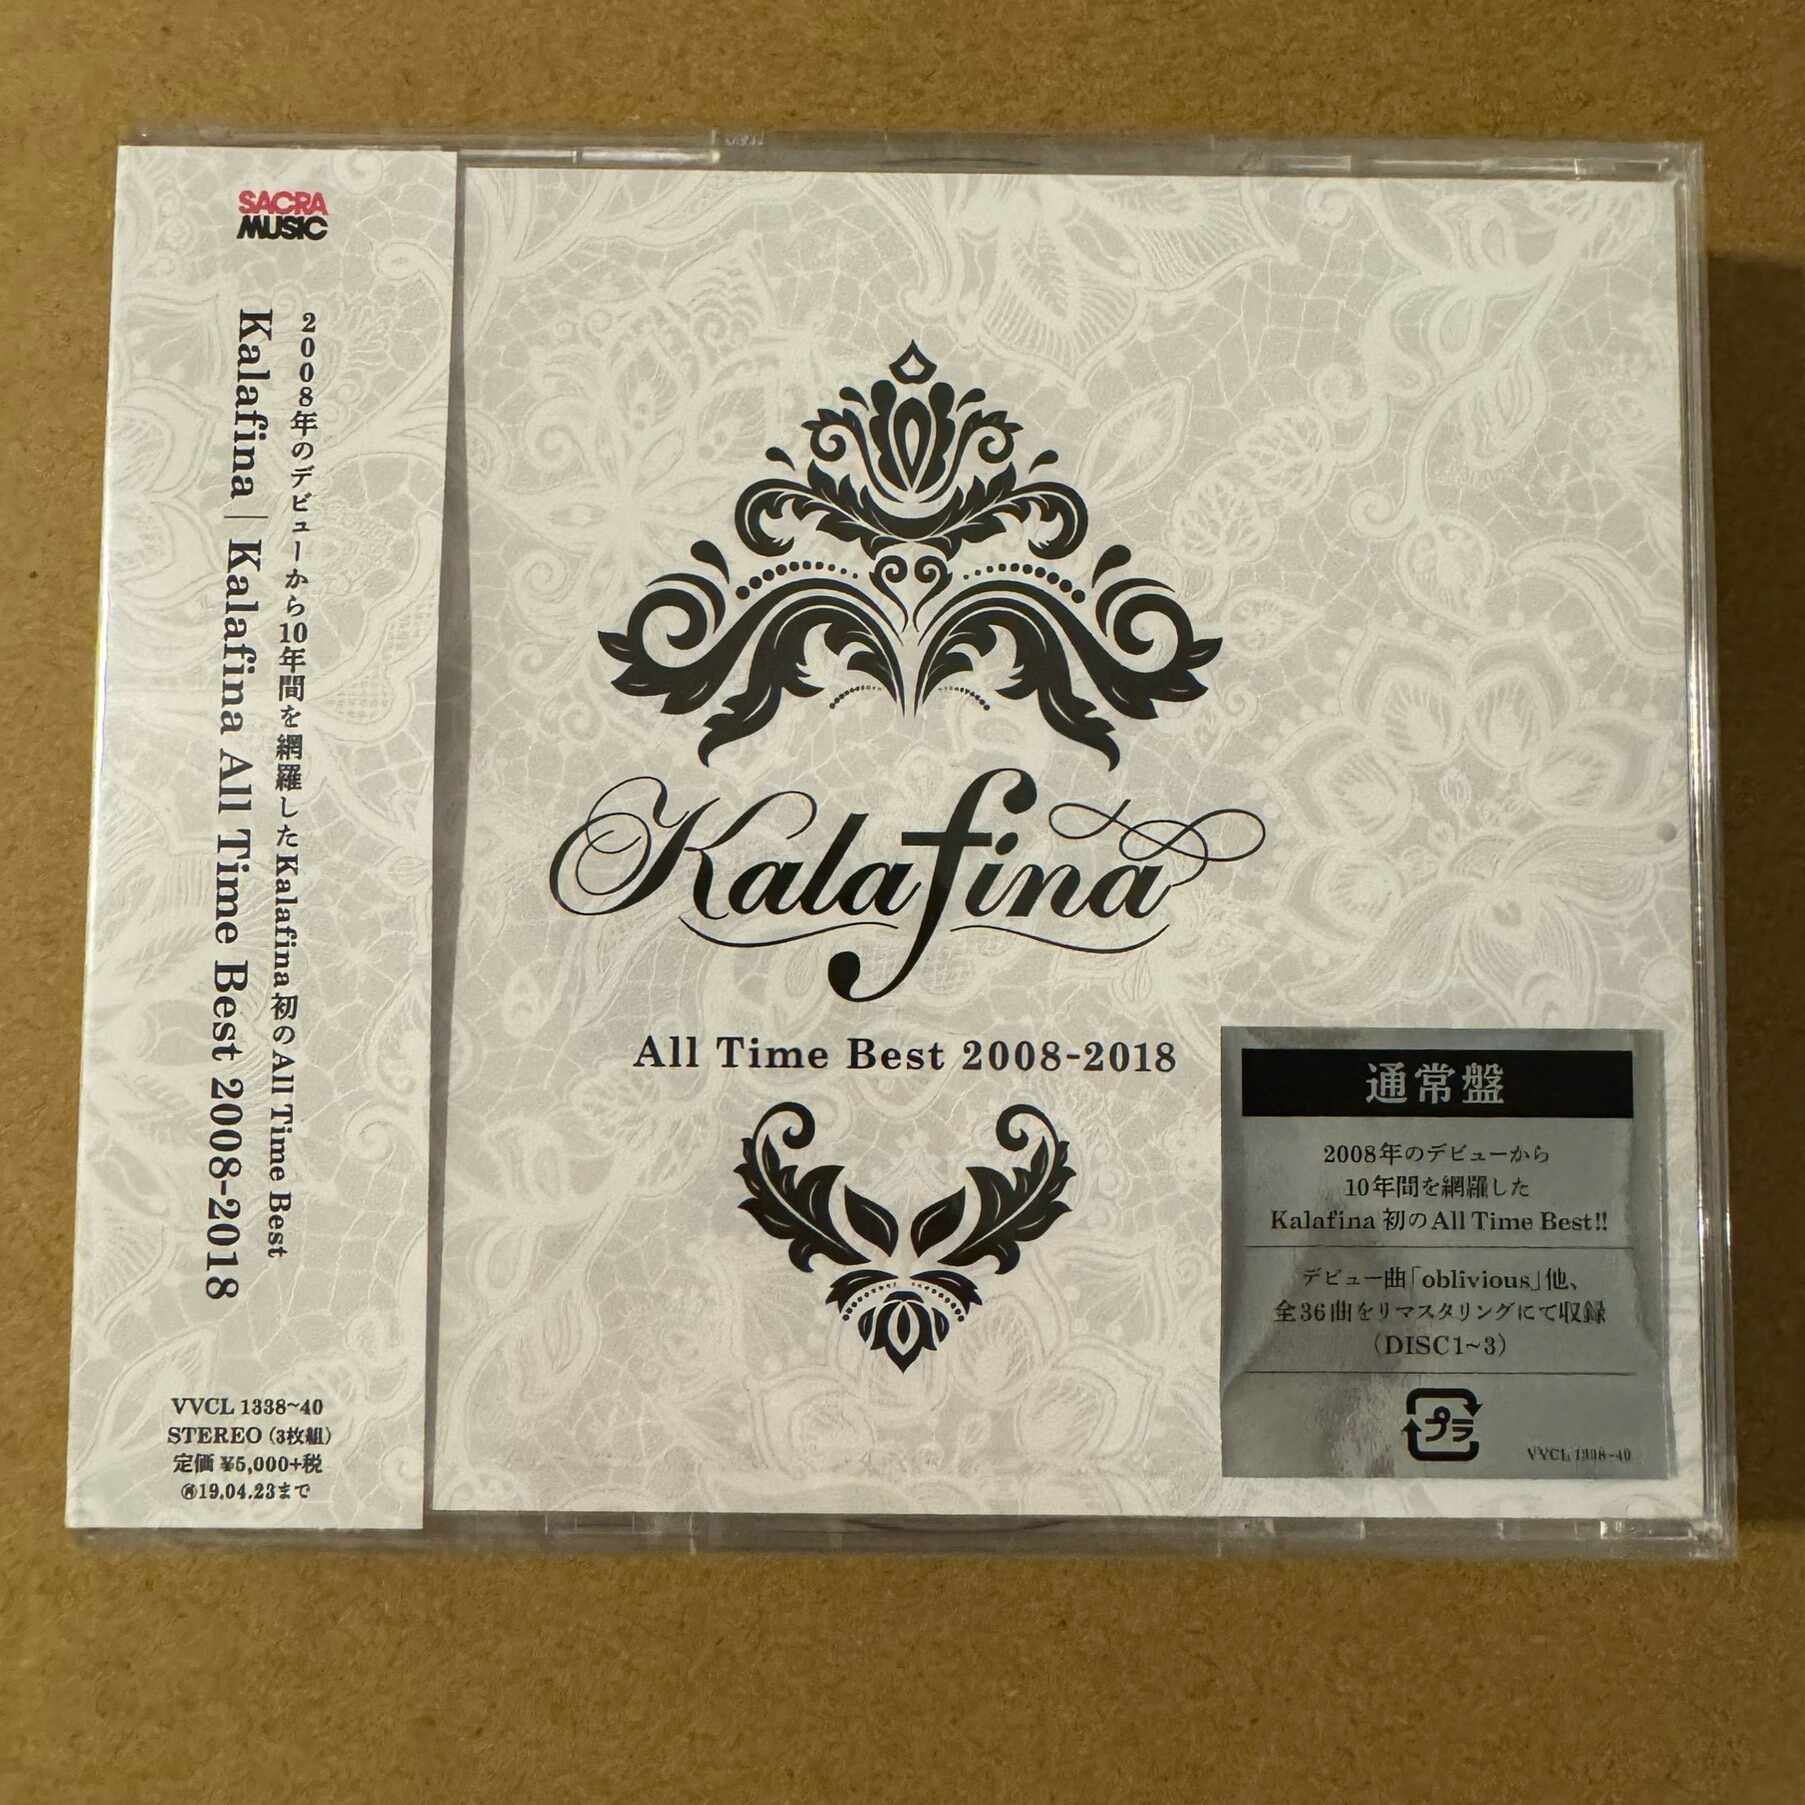 SACRA
MUSIC
2008年のデビューから10年間を網羅したKalafina初のAll Time Best
Kalafina | Kalafina All Time Best 2008-2018
VVCL 1338~40
STEREO (3枚組)
定価 ¥5,000+税
Ⓗ19.04.23まで
Kalafina
All Time Best 2008-2018
通常盤
2008年のデビューから
10年間を網羅した
Kalafina 初の All Time Best!!
デビュー曲「oblivious」他、
全36曲をリマスタリングにて収録
(DISC1~3)
プラ
VVCL 1338~40